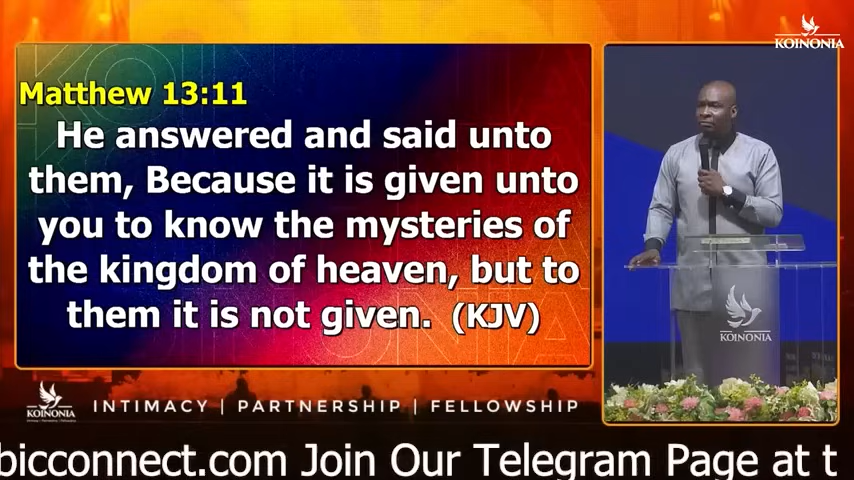 KOINONIA
Matthew 13:11
He answered and said unto
them, Because it is given unto
you to know the mysteries of
the kingdom of heaven, but to
them it is not given. (KJV)
KOINONIA
KOINONIA
INTIMACY | PARTNERSHIP | FELLOWSHIP
bicconnect.com Join Our Telegram Page at t